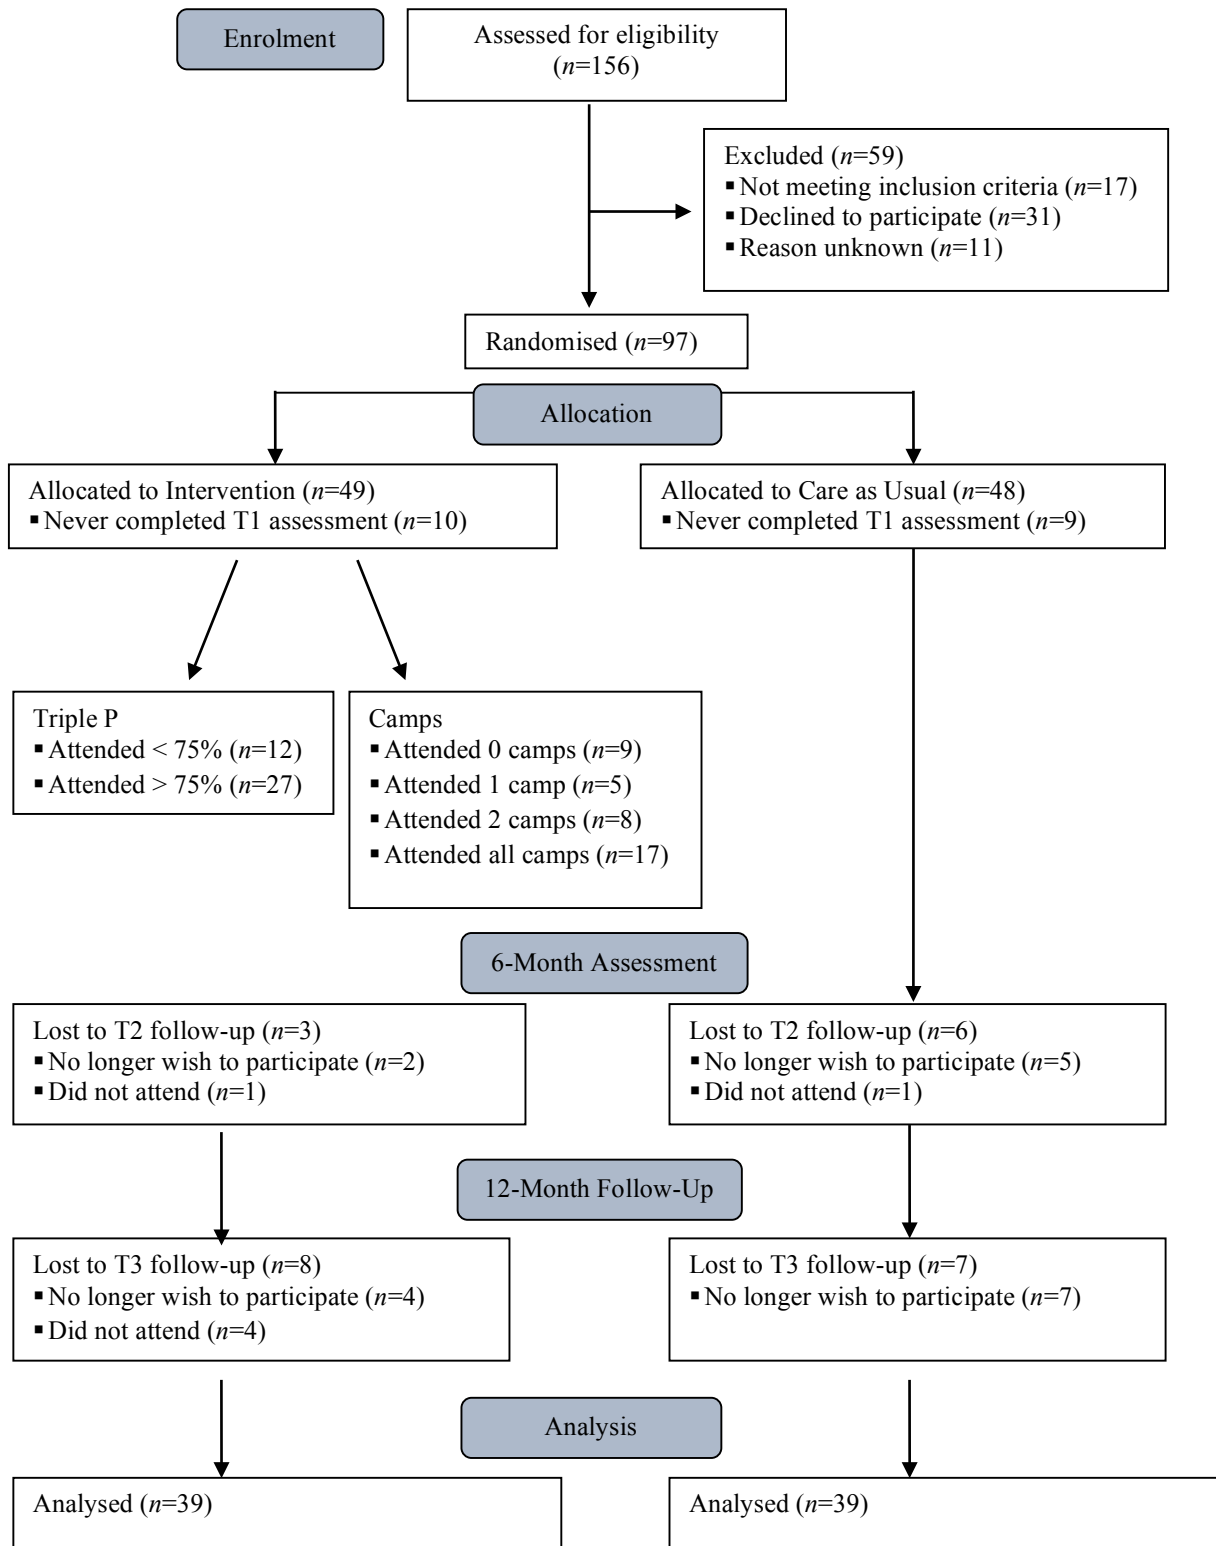 Enrolment
Assessed for eligibility
(n=156)
Excluded (n=59)
▪ Not meeting inclusion criteria (n=17)
▪ Declined to participate (n=31)
▪ Reason unknown (n=11)
Randomised (n=97)
Allocation
Allocated to Intervention (n=49)
▪ Never completed T1 assessment (n=10)
Allocated to Care as Usual (n=48)
▪ Never completed T1 assessment (n=9)
Triple P
▪ Attended < 75% (n=12)
▪ Attended > 75% (n=27)
Camps
▪ Attended 0 camps (n=9)
▪ Attended 1 camp (n=5)
▪ Attended 2 camps (n=8)
▪ Attended all camps (n=17)
6-Month Assessment
Lost to T2 follow-up (n=3)
▪ No longer wish to participate (n=2)
▪ Did not attend (n=1)
Lost to T2 follow-up (n=6)
▪ No longer wish to participate (n=5)
▪ Did not attend (n=1)
12-Month Follow-Up
Lost to T3 follow-up (n=8)
▪ No longer wish to participate (n=4)
▪ Did not attend (n=4)
Lost to T3 follow-up (n=7)
▪ No longer wish to participate (n=7)
Analysis
Analysed (n=39)
Analysed (n=39)